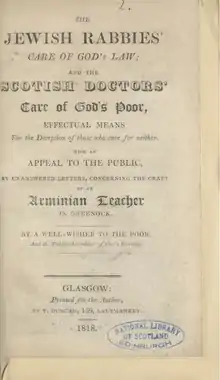 2.
THE
JEWISH RABBIES'
CARE OF GOD'S LAW;
AND THE
SCOTISH DOCTORS'
Care of God's Poor,
EFFECTUAL MEANS
For the Deception of those who care for neither.
WITH AN
APPEAL TO THE PUBLIC,
BY UNANSWERED LETTERS, CONCERNING THE CRAFT
OF AN
Arminian Teacher
IN GREENOCK.
BY A WELL-WISHER TO THE POOR,
GLASGOW:
Printed for the Author,
1818.
NATIONAL LIBRARY
OF SCOTLAND
EDINBURGH